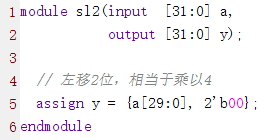 1 module sl2(input  [31:0] a,
2            output [31:0] y);
3
4   // 左移2位，相当于乘以4
5   assign y = {a[29:0], 2'b00};
6 endmodule